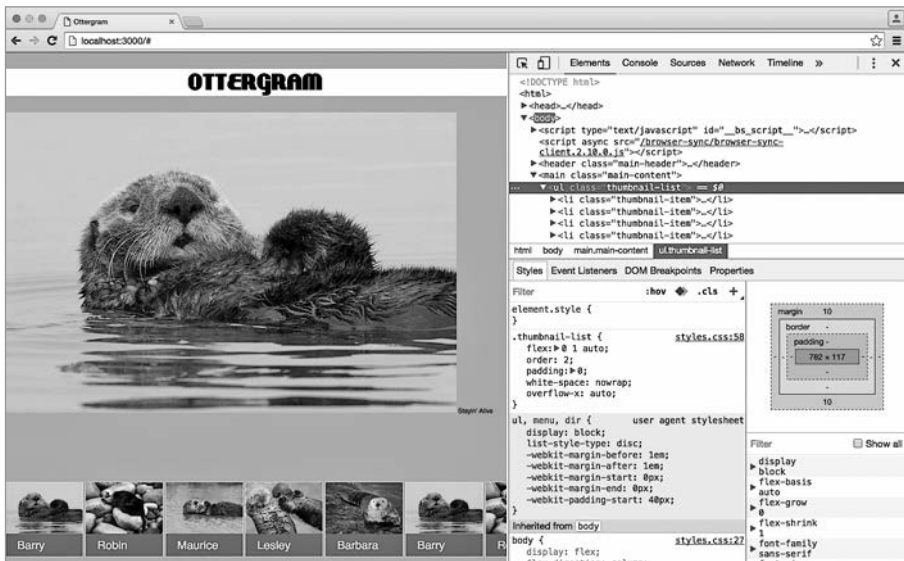 Ottergram
localhost:3000/#
OTTERGRAM
Stayin' Alive
Barry
Robin
Maurice
Lesley
Barbara
Barry
R
Elements Console Sources Network Timeline »
<!DOCTYPE html>
<html>
▶<head>…</head>
▼<body>
▶<script type="text/javascript" id="__bs_script__">…</script>
<script async src="/browser-sync/browser-sync-
client.2.10.0.js"></script>
▶<header class="main-header">…</header>
▼<main class="main-content">
… ▼<ul class="thumbnail-list"> == $0
▶<li class="thumbnail-item">…</li>
▶<li class="thumbnail-item">…</li>
▶<li class="thumbnail-item">…</li>
▶<li class="thumbnail-item">…</li>
html body main.main-content ul.thumbnail-list
Styles Event Listeners DOM Breakpoints Properties
Filter :hov .cls +
element.style {
}
.thumbnail-list { styles.css:58
flex:▶0 1 auto;
order: 2;
padding:▶0;
white-space: nowrap;
overflow-x: auto;
}
ul, menu, dir { user agent stylesheet
display: block;
list-style-type: disc;
-webkit-margin-before: 1em;
-webkit-margin-after: 1em;
-webkit-margin-start: 0px;
-webkit-margin-end: 0px;
-webkit-padding-start: 40px;
}
Inherited from body
body { styles.css:27
display: flex;
margin 10
border -
padding -
- - - 782 × 117 - - -
-
-
10
Filter Show all
▶display
block
▶flex-basis
auto
▶flex-grow
0
▶flex-shrink
1
▶font-family
sans-serif